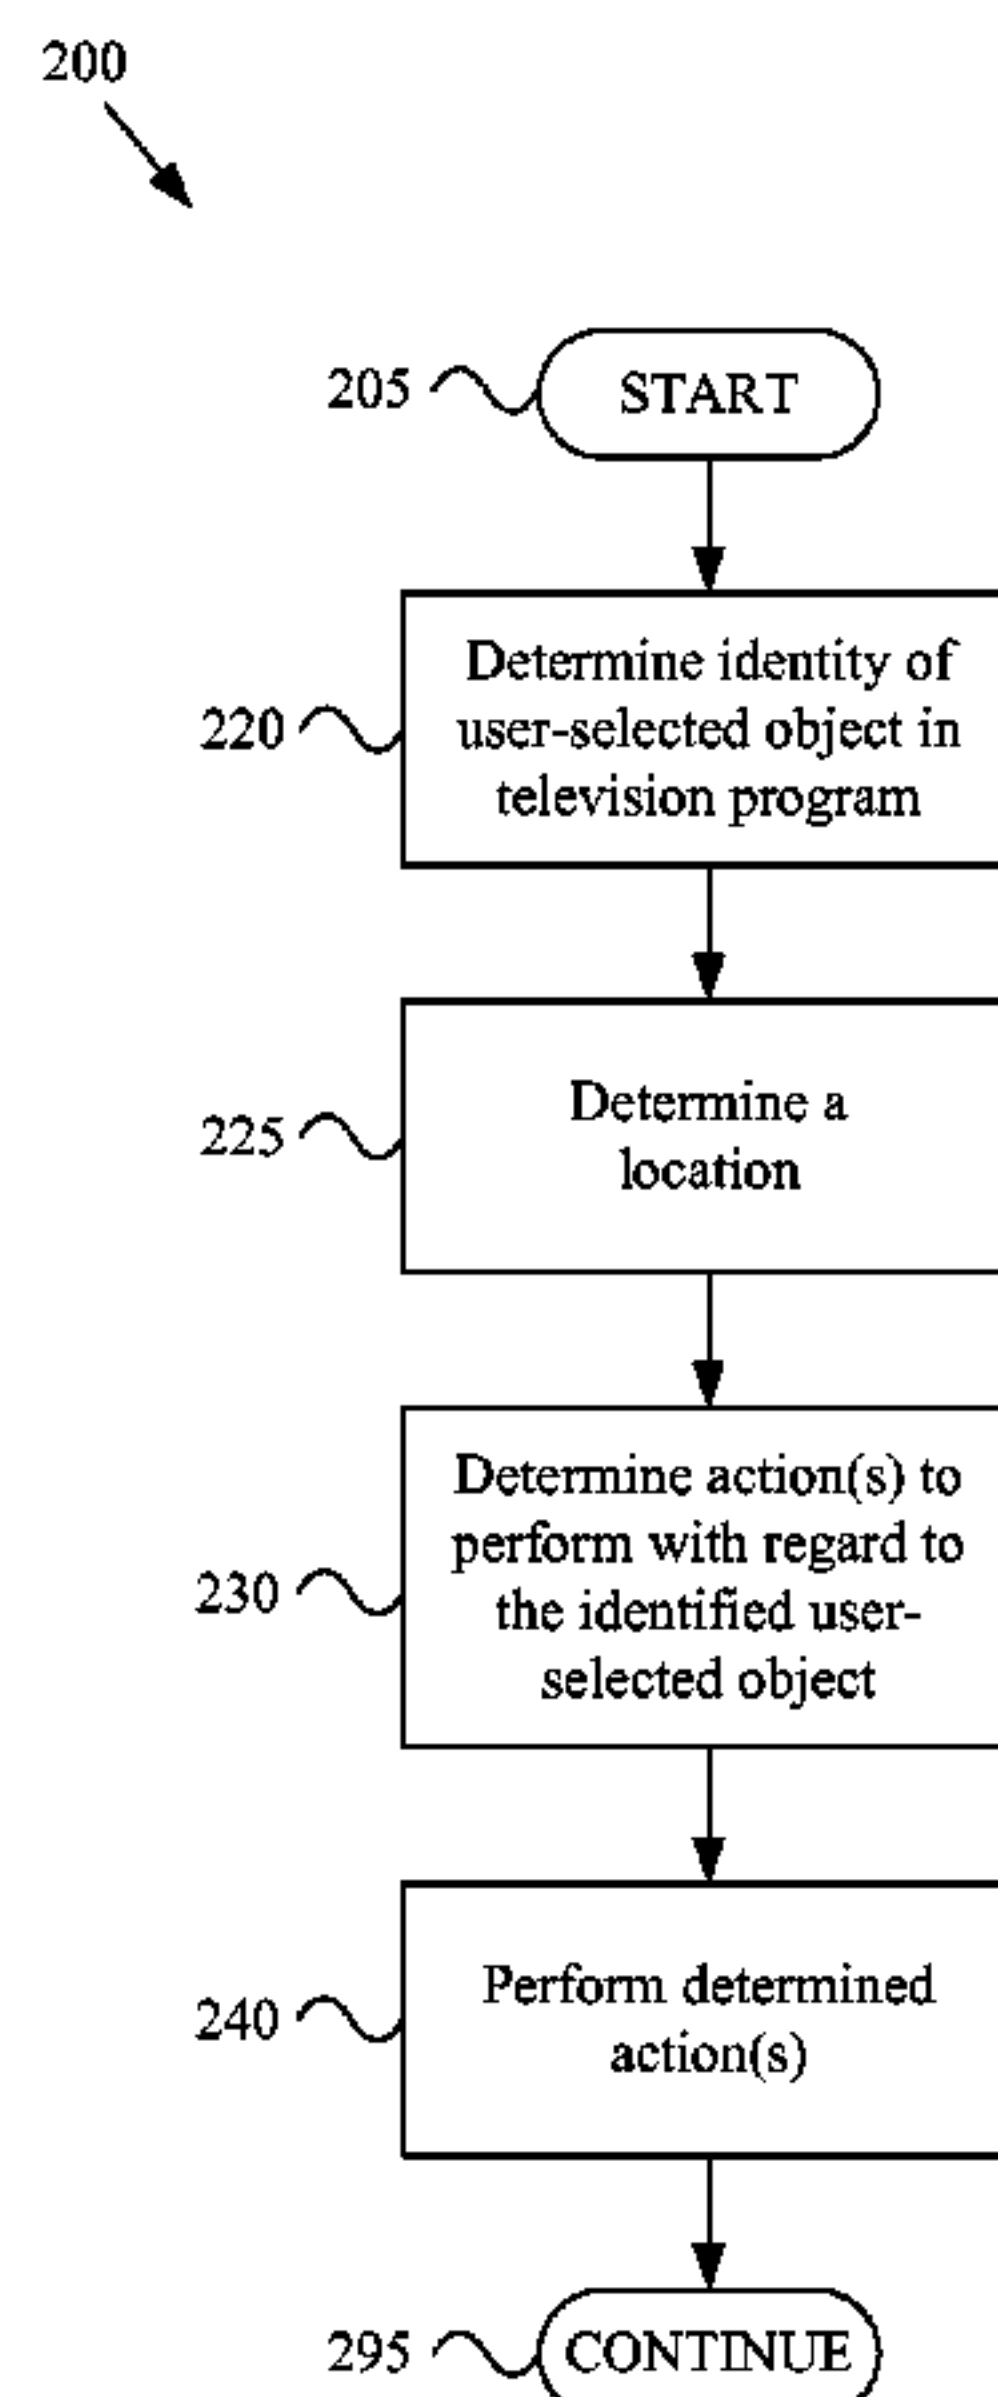 200
205
START
Determine identity of
220
user-selected object in
television program
Determine a
225
location
Determine action(s) to
perform with regard to
230
the identified user-
selected object
Perform determined
240
action(s)
295
CONTINUE